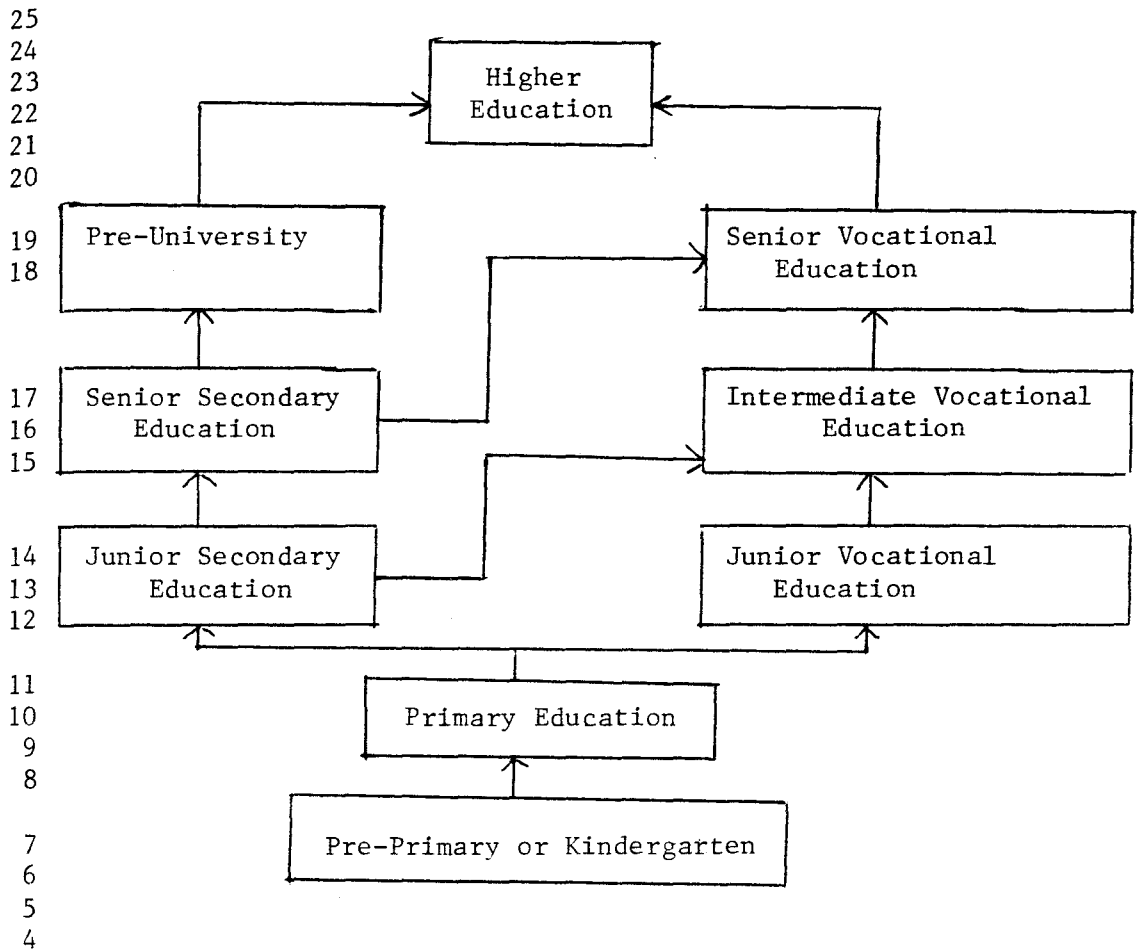 25
24
23
22
21
20
19
18
17
16
15
14
13
12
11
10
9
8
7
6
5
4
Higher
Education
Pre-University
Senior Vocational
Education
Senior Secondary
Education
Intermediate Vocational
Education
Junior Secondary
Education
Junior Vocational
Education
Primary Education
Pre-Primary or Kindergarten